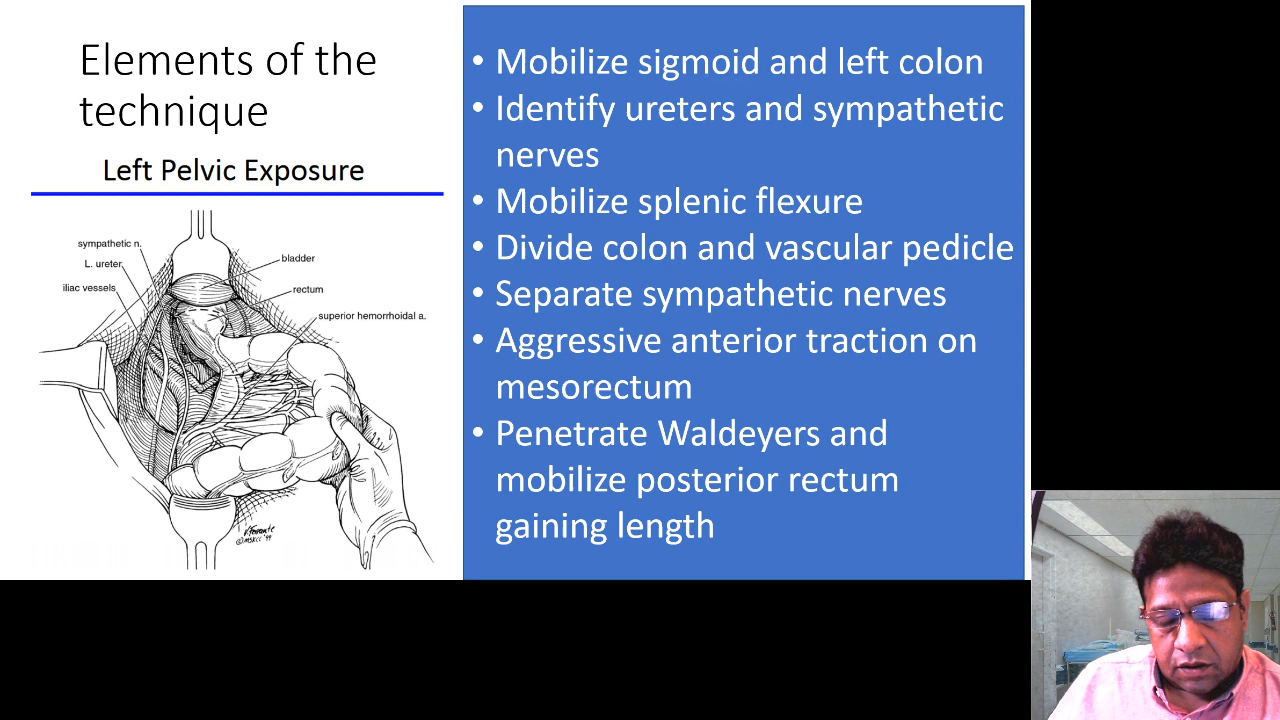 Elements of the
technique
Left Pelvic Exposure
sympathetic n.
L. ureter
iliac vessels
bladder
rectum
superior hemorrhoidal a.
©MSKCC '99
• Mobilize sigmoid and left colon
• Identify ureters and sympathetic
nerves
• Mobilize splenic flexure
• Divide colon and vascular pedicle
• Separate sympathetic nerves
• Aggressive anterior traction on
mesorectum
• Penetrate Waldeyers and
mobilize posterior rectum
gaining length